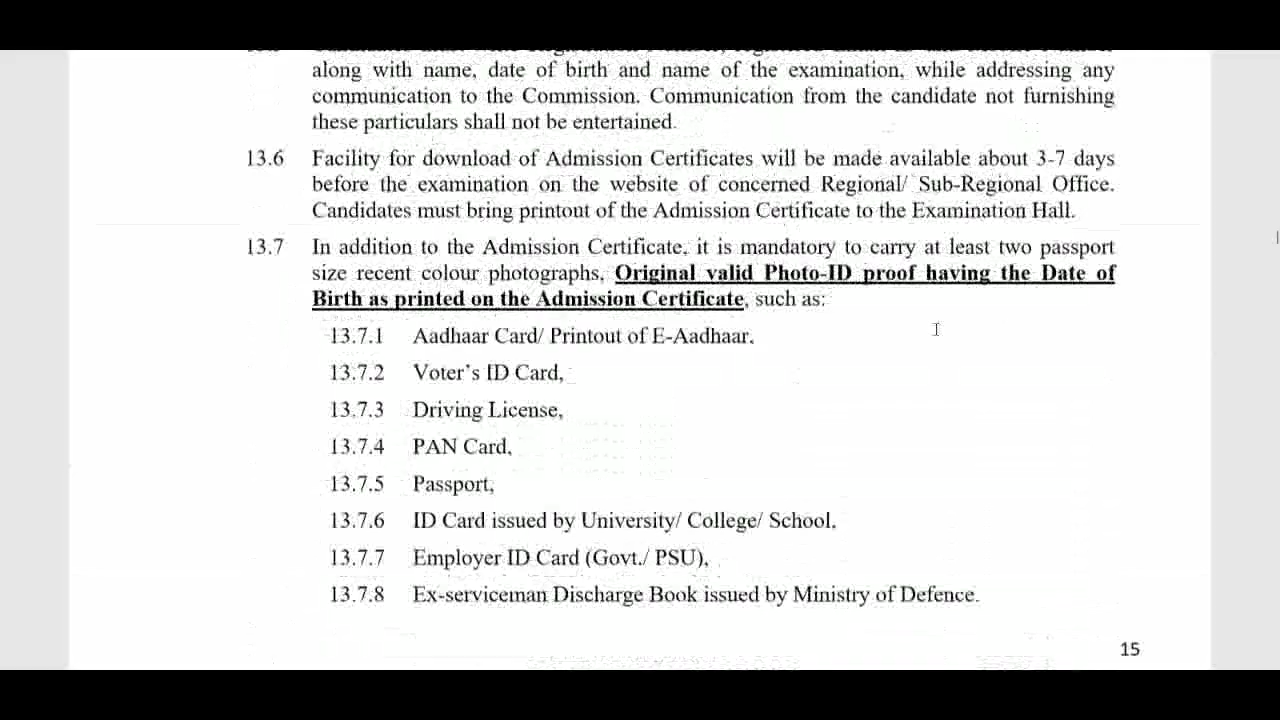 along with name, date of birth and name of the examination, while addressing any
communication to the Commission. Communication from the candidate not furnishing
these particulars shall not be entertained.
13.6 Facility for download of Admission Certificates will be made available about 3-7 days
before the examination on the website of concerned Regional/ Sub-Regional Office.
Candidates must bring printout of the Admission Certificate to the Examination Hall.
13.7 In addition to the Admission Certificate, it is mandatory to carry at least two passport
size recent colour photographs, Original valid Photo-ID proof having the Date of
Birth as printed on the Admission Certificate, such as:
13.7.1 Aadhaar Card/ Printout of E-Aadhaar,
13.7.2 Voter's ID Card,
13.7.3 Driving License,
13.7.4 PAN Card,
13.7.5 Passport,
13.7.6 ID Card issued by University/ College/ School,
13.7.7 Employer ID Card (Govt./ PSU),
13.7.8 Ex-serviceman Discharge Book issued by Ministry of Defence.
15